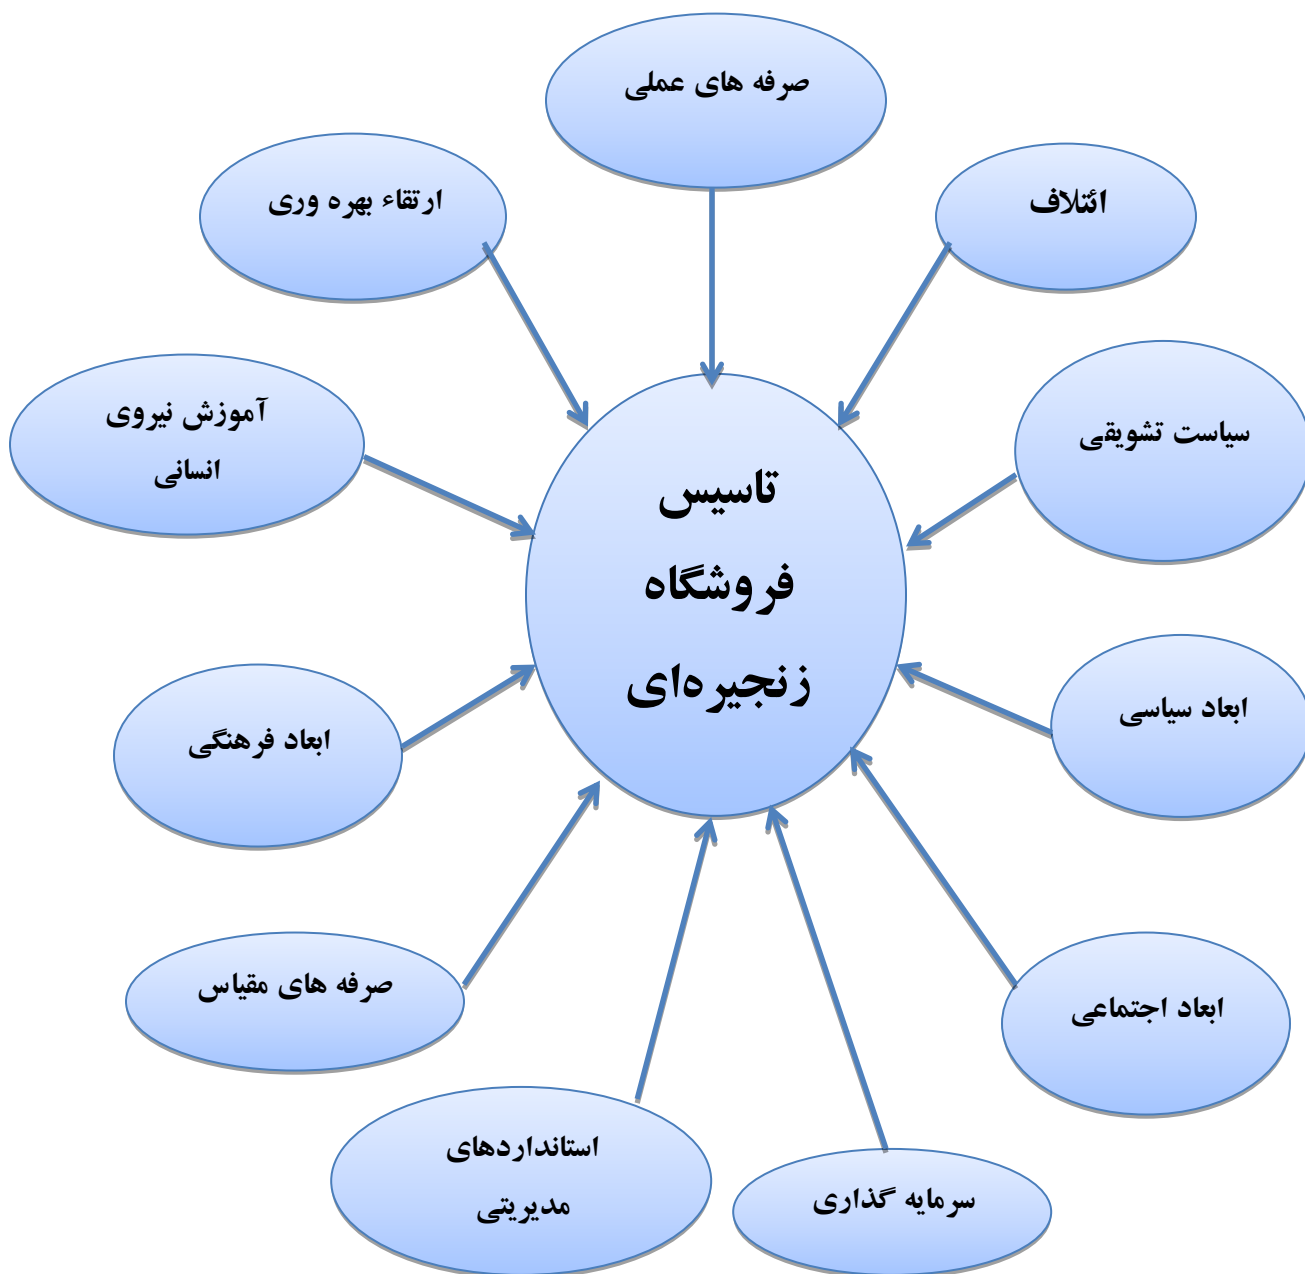 صرفه های عملی
ائتلاف
ارتقاء بهره وری
سیاست تشویقی
آموزش نیروی
انسانی
تاسیس
فروشگاه
زنجیره‌ای
ابعاد سیاسی
ابعاد فرهنگی
ابعاد اجتماعی
صرفه های مقیاس
استانداردهای
مدیریتی
سرمایه گذاری